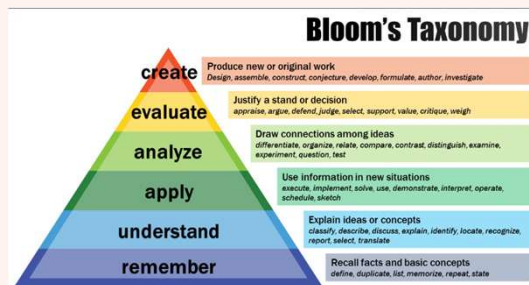 Bloom's Taxonomy
create
Produce new or original work
Design, assemble, construct, conjecture, develop, formulate, author, investigate
evaluate
Justify a stand or decision
appraise, argue, defend, judge, select, support, value, critique, weigh
analyze
Draw connections among ideas
differentiate, organize, relate, compare, contrast, distinguish, examine,
experiment, question, test
apply
Use information in new situations
execute, implement, solve, use, demonstrate, interpret, operate,
schedule, sketch
understand
Explain ideas or concepts
classify, describe, discuss, explain, identify, locate, recognize,
report, select, translate
remember
Recall facts and basic concepts
define, duplicate, list, memorize, repeat, state